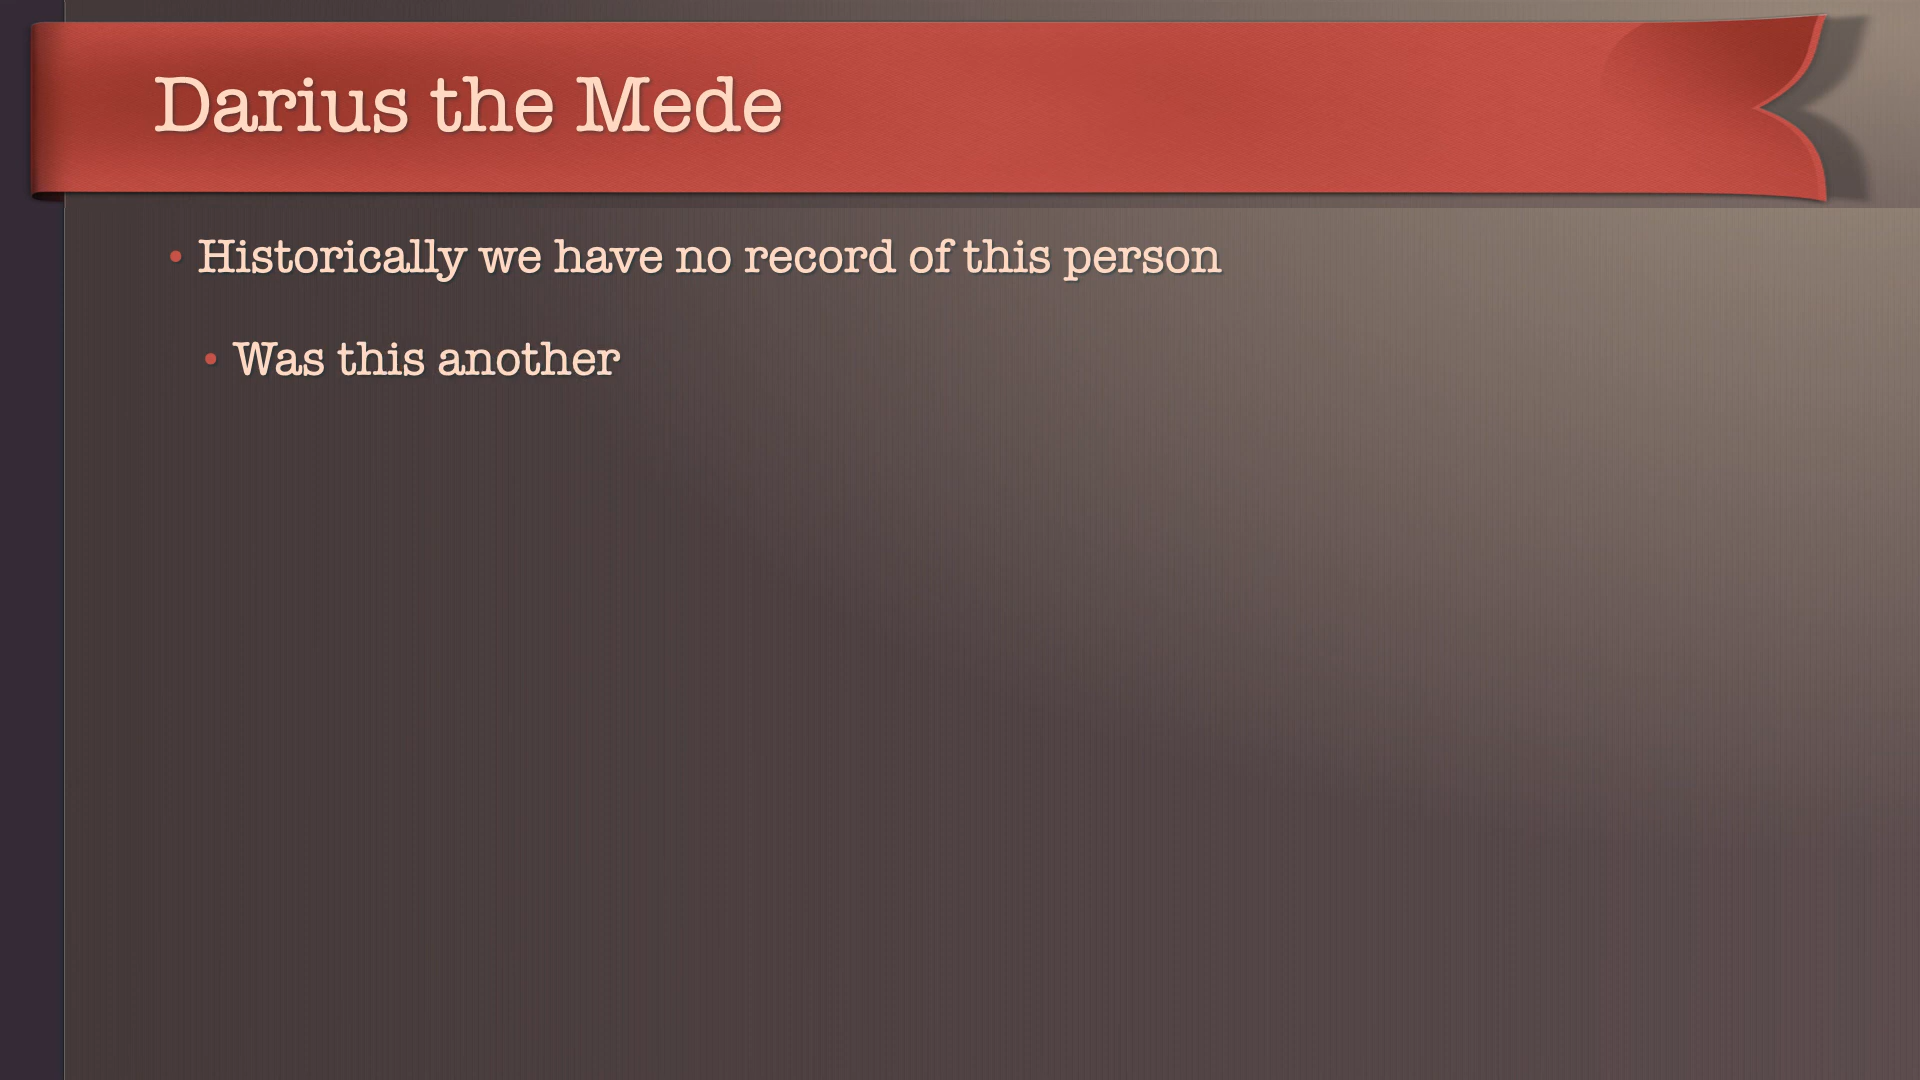 Darius the Mede
• Historically we have no record of this person
• Was this another